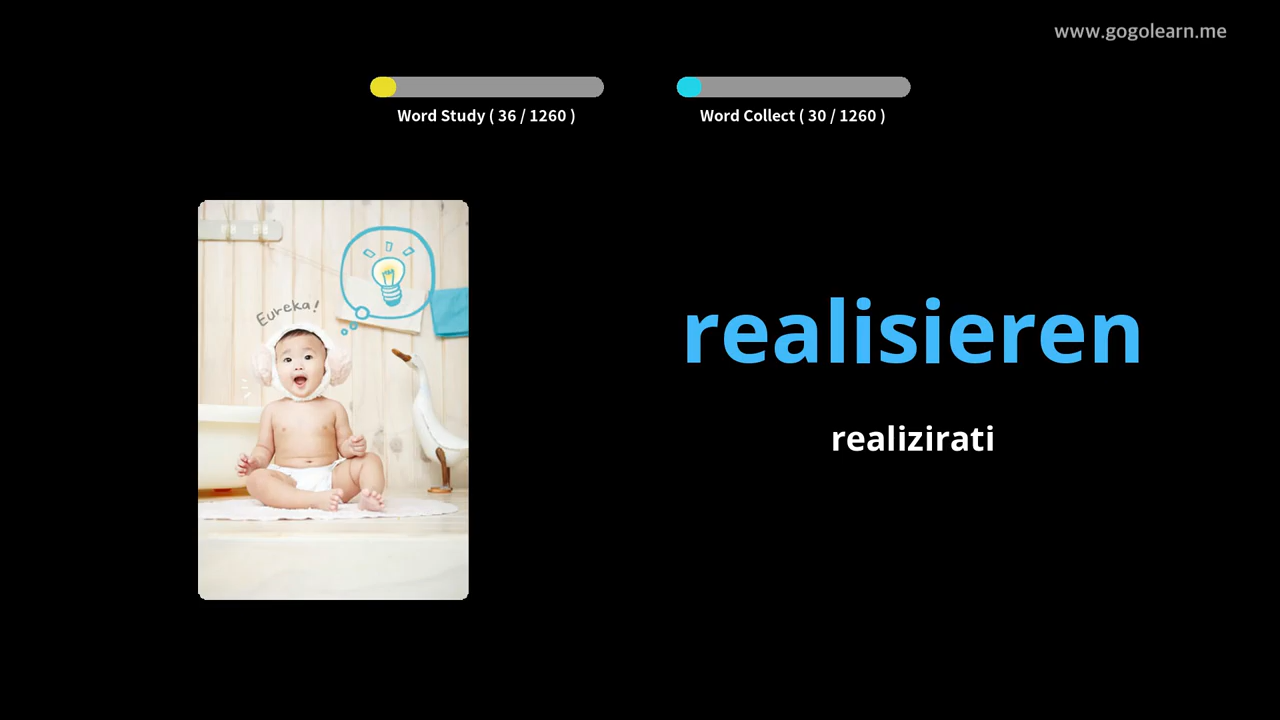 www.gogolearn.me
Word Study ( 36 / 1260 )
Word Collect ( 30 / 1260 )
Eureka!
realisieren
realizirati